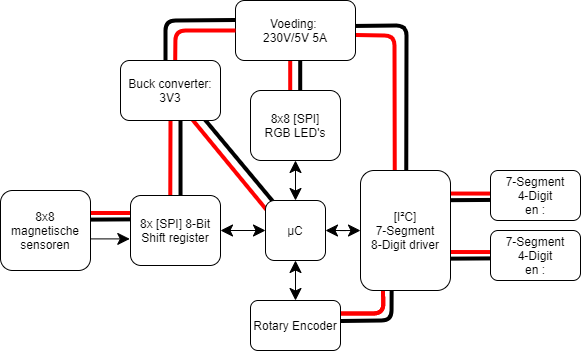 Voeding:
230V/5V 5A
Buck converter:
3V3
8x8 [SPI]
RGB LED's
8x8
magnetische
sensoren
8x [SPI] 8-Bit
Shift register
µC
[I²C]
7-Segment
8-Digit driver
7-Segment
4-Digit
en :
7-Segment
4-Digit
en :
Rotary Encoder